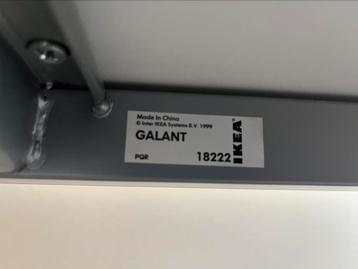 Made in China
© Inter IKEA Systems B.V. 1999
GALANT
PQR 18222
IKEA